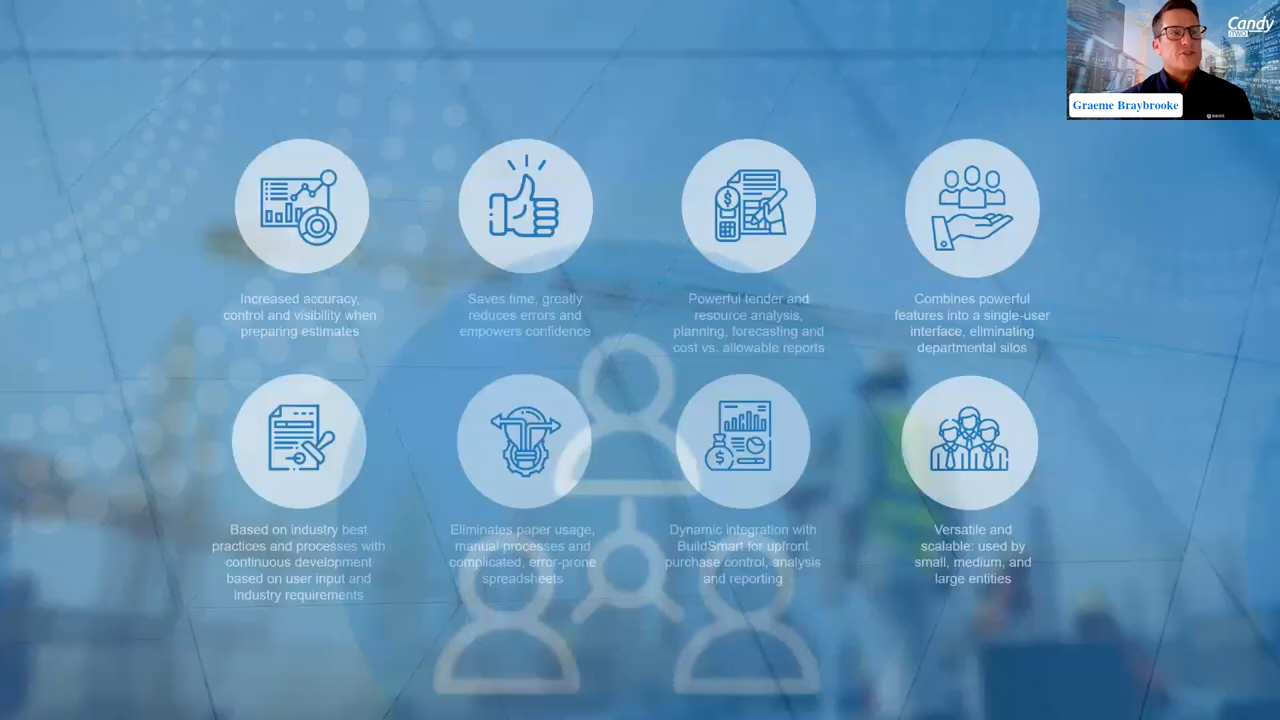 Candy
iTWO
Graeme Braybrooke
Increased accuracy,
control and visibility when
preparing estimates
Saves time, greatly
reduces errors and
empowers confidence
Powerful tender and
resource analysis,
planning, forecasting and
cost vs. allowable reports
Combines powerful
features into a single-user
interface, eliminating
departmental silos
Based on industry best
practices and processes with
continuous development
based on user input and
industry requirements
Eliminates paper usage,
manual processes and
complicated, error-prone
spreadsheets
Dynamic integration with
BuildSmart for upfront
purchase control, analysis
and reporting
Versatile and
scalable: used by
small, medium, and
large entities